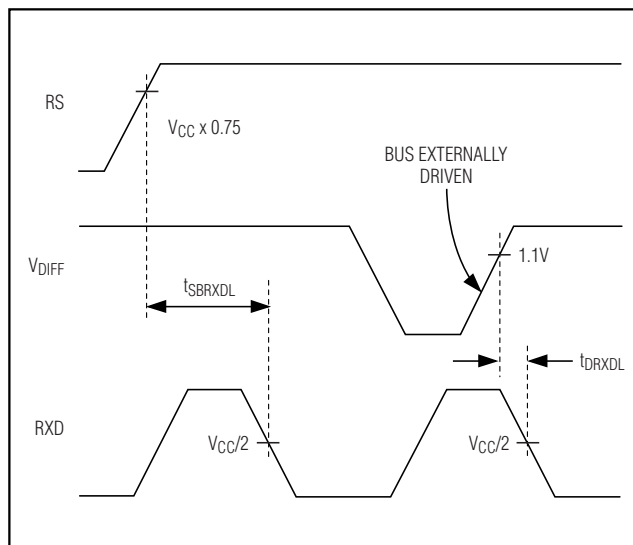 RS
VCC x 0.75
BUS EXTERNALLY
DRIVEN
VDIFF
1.1V
tSBRXDL
tDRXDL
RXD
VCC/2
VCC/2